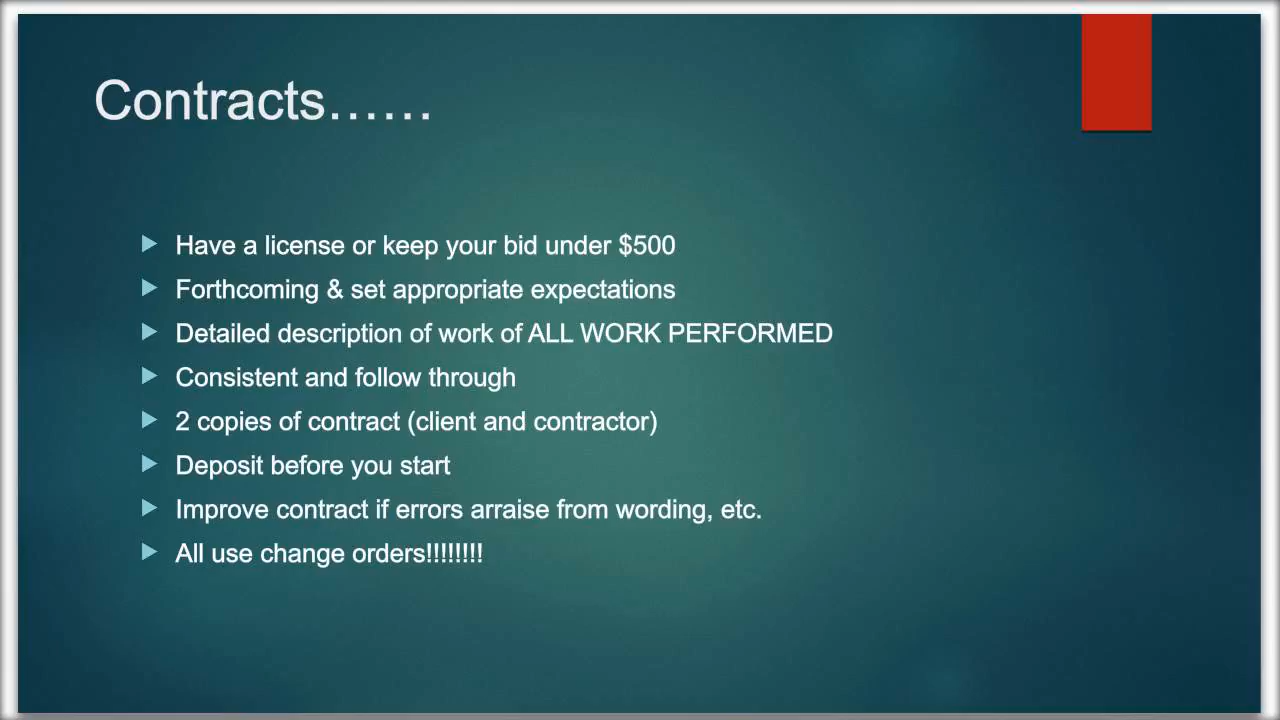 Contracts……
Have a license or keep your bid under $500
Forthcoming & set appropriate expectations
Detailed description of work of ALL WORK PERFORMED
Consistent and follow through
2 copies of contract (client and contractor)
Deposit before you start
Improve contract if errors arraise from wording, etc.
All use change orders!!!!!!!!